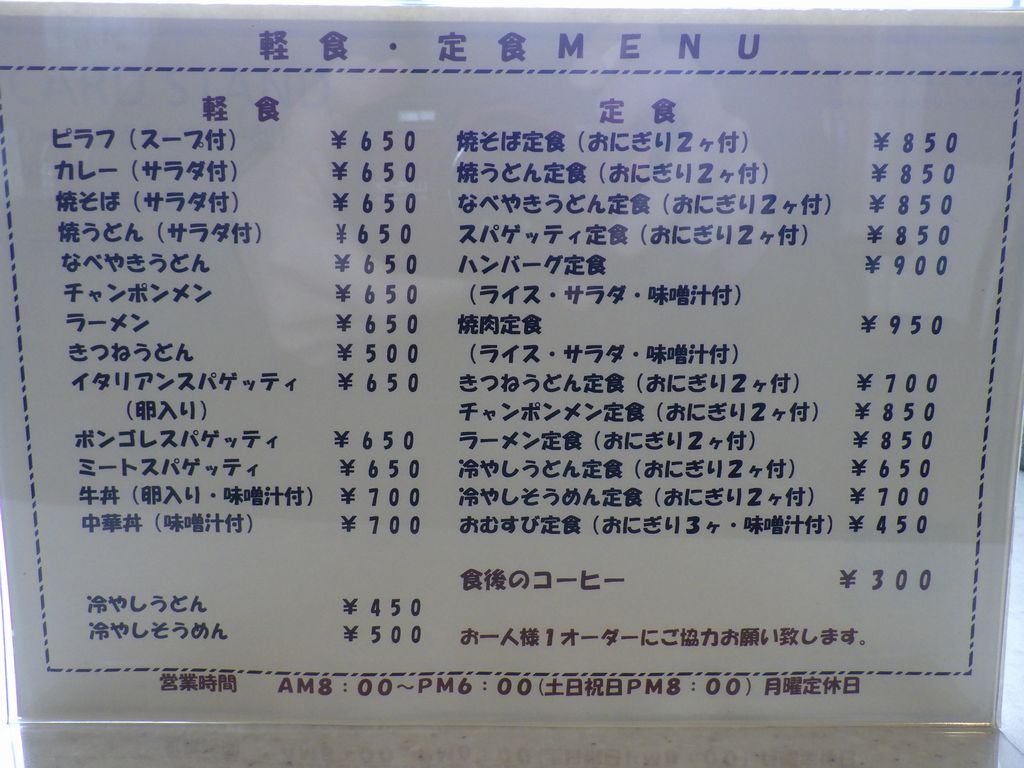 軽食・定食MENU
軽食
ピラフ（スープ付） ￥650
カレー（サラダ付） ￥650
焼そば（サラダ付） ￥650
焼うどん（サラダ付） ￥650
なべやきうどん ￥650
チャンポンメン ￥650
ラーメン ￥650
きつねうどん ￥500
イタリアンスパゲッティ ￥650
（卵入り）
ボンゴレスパゲッティ ￥650
ミートスパゲッティ ￥650
牛丼（卵入り・味噌汁付） ￥700
中華丼（味噌汁付） ￥700
冷やしうどん ￥450
冷やしそうめん ￥500
定食
焼そば定食（おにぎり2ヶ付） ￥850
焼うどん定食（おにぎり2ヶ付） ￥850
なべやきうどん定食（おにぎり2ヶ付） ￥850
スパゲッティ定食（おにぎり2ヶ付） ￥850
ハンバーグ定食 ￥900
（ライス・サラダ・味噌汁付）
焼肉定食 ￥950
（ライス・サラダ・味噌汁付）
きつねうどん定食（おにぎり2ヶ付） ￥700
チャンポンメン定食（おにぎり2ヶ付） ￥850
ラーメン定食（おにぎり2ヶ付） ￥850
冷やしうどん定食（おにぎり2ヶ付） ￥650
冷やしそうめん定食（おにぎり2ヶ付） ￥700
おむすび定食（おにぎり3ヶ・味噌汁付） ￥450
食後のコーヒー ￥300
お一人様1オーダーにご協力お願い致します。
営業時間 AM8：00～PM6：00（土日祝日PM8：00） 月曜定休日